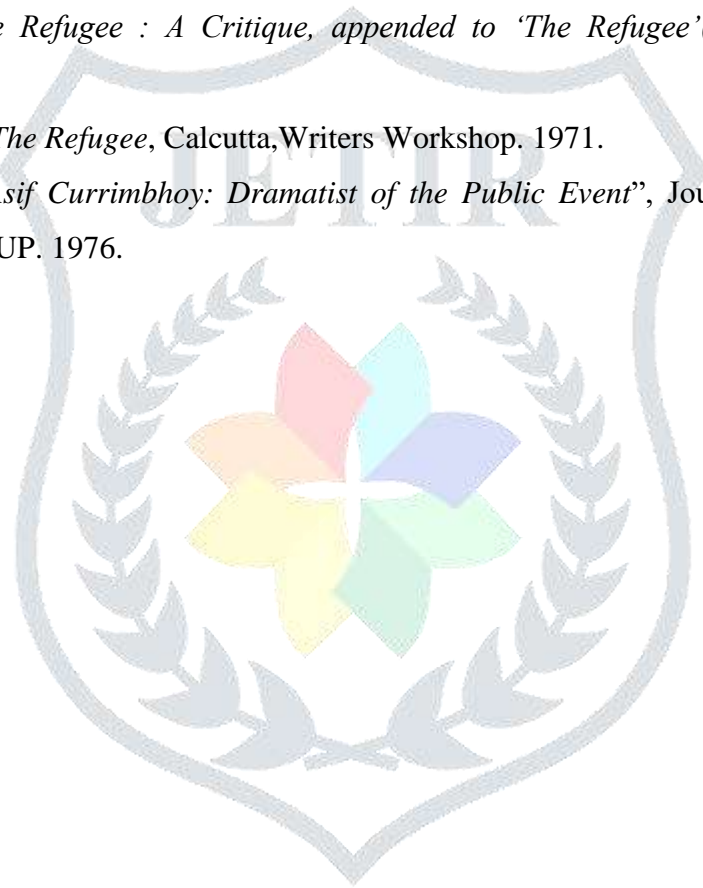 e Refugee : A Critique, appended to ‘The Refugee’
The Refugee, Calcutta,Writers Workshop. 1971.
sif Currimbhoy: Dramatist of the Public Event”, Jou
UP. 1976.
JETIR